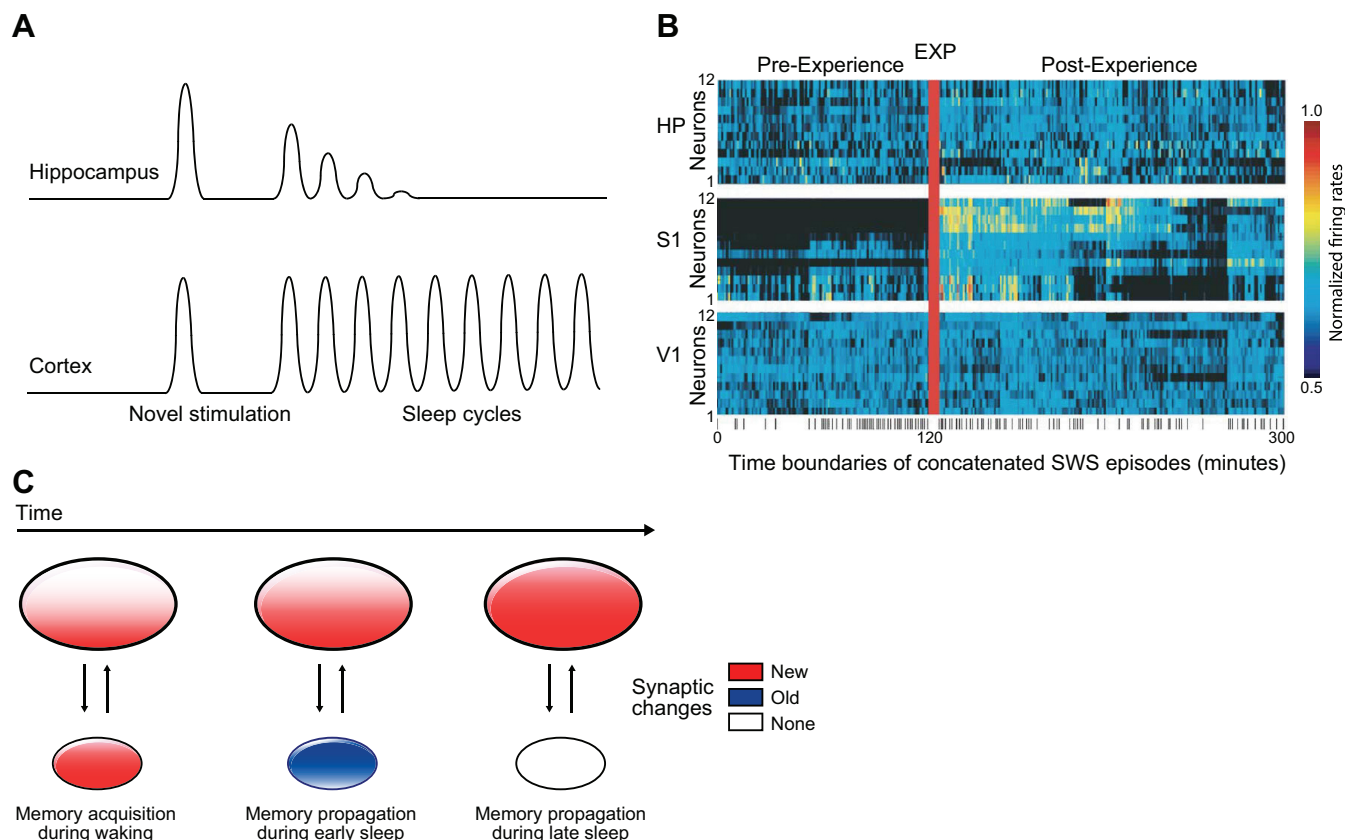 A
Hippocampus
Cortex
Novel stimulation
Sleep cycles
B
EXP
Pre-Experience
Post-Experience
HP
Neurons
12
1
S1
Neurons
12
1
V1
Neurons
12
1
0
120
300
Time boundaries of concatenated SWS episodes (minutes)
1.0
Normalized firing rates
0.5
C
Time
Synaptic
changes
New
Old
None
Memory acquisition
during waking
Memory propagation
during early sleep
Memory propagation
during late sleep